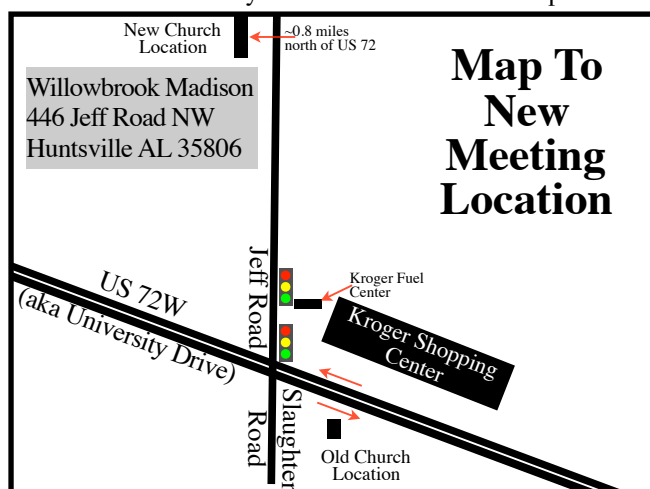 New Church
Location
~0.8 miles
north of US 72
Map To
New
Meeting
Location
Willowbrook Madison
446 Jeff Road NW
Huntsville AL 35806
Jeff Road
Kroger Fuel
Center
US 72W
(aka University Drive)
Kroger Shopping
Center
Slaughter
Road
Old Church
Location